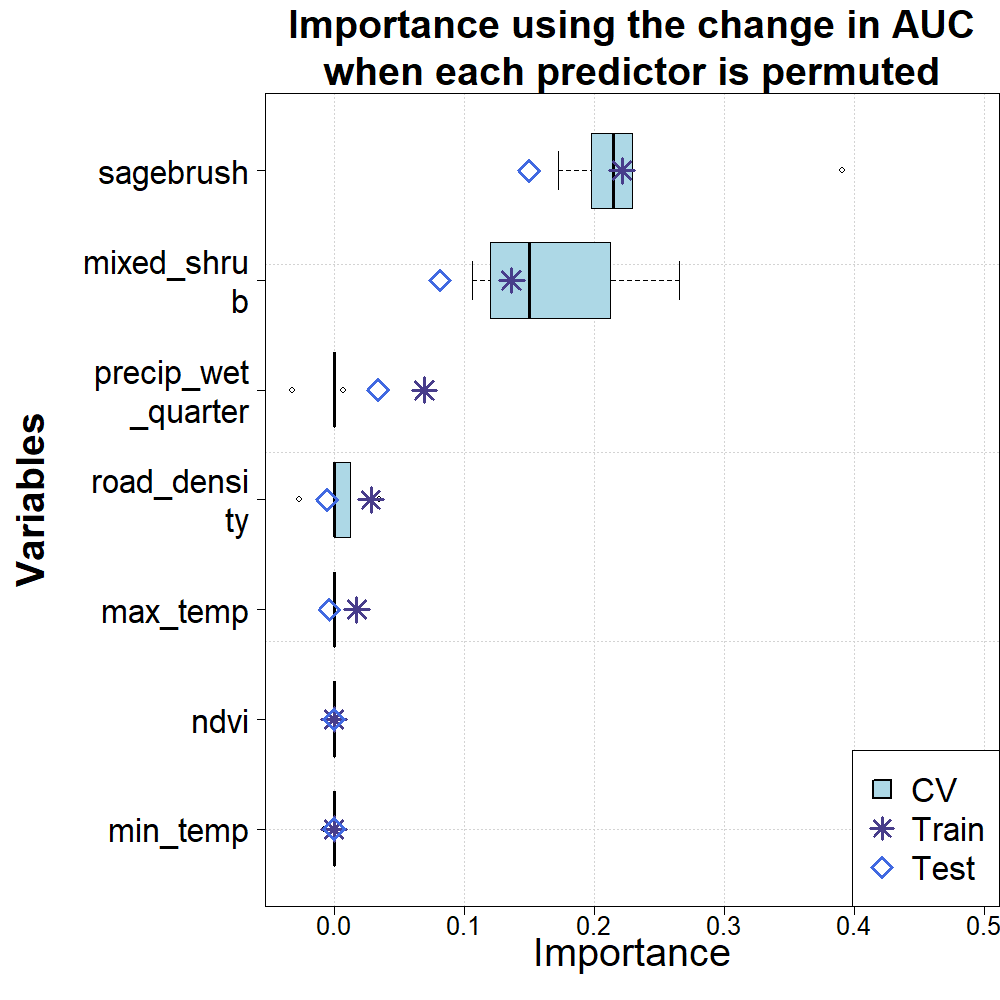 Importance using the change in AUC
when each predictor is permuted
Variables
sagebrush
mixed_shru
b
precip_wet
_quarter
road_densi
ty
max_temp
ndvi
min_temp
CV
Train
Test
0.0 0.1 0.2 0.3 0.4 0.5
Importance